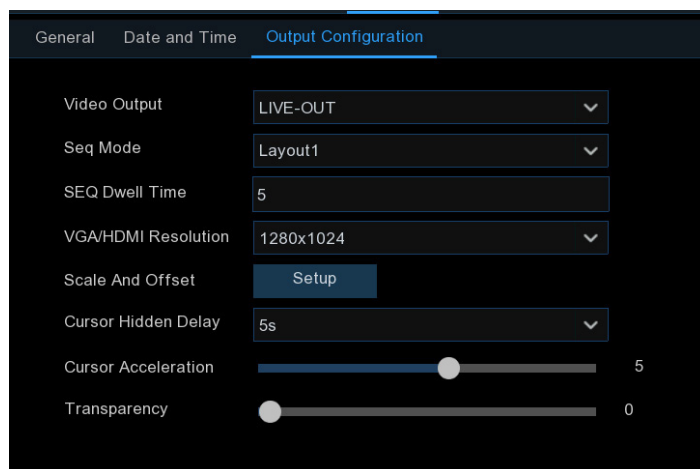 General Date and Time Output Configuration
Video Output LIVE-OUT
Seq Mode Layout1
SEQ Dwell Time 5
VGA/HDMI Resolution 1280x1024
Scale And Offset Setup
Cursor Hidden Delay 5s
Cursor Acceleration 5
Transparency 0